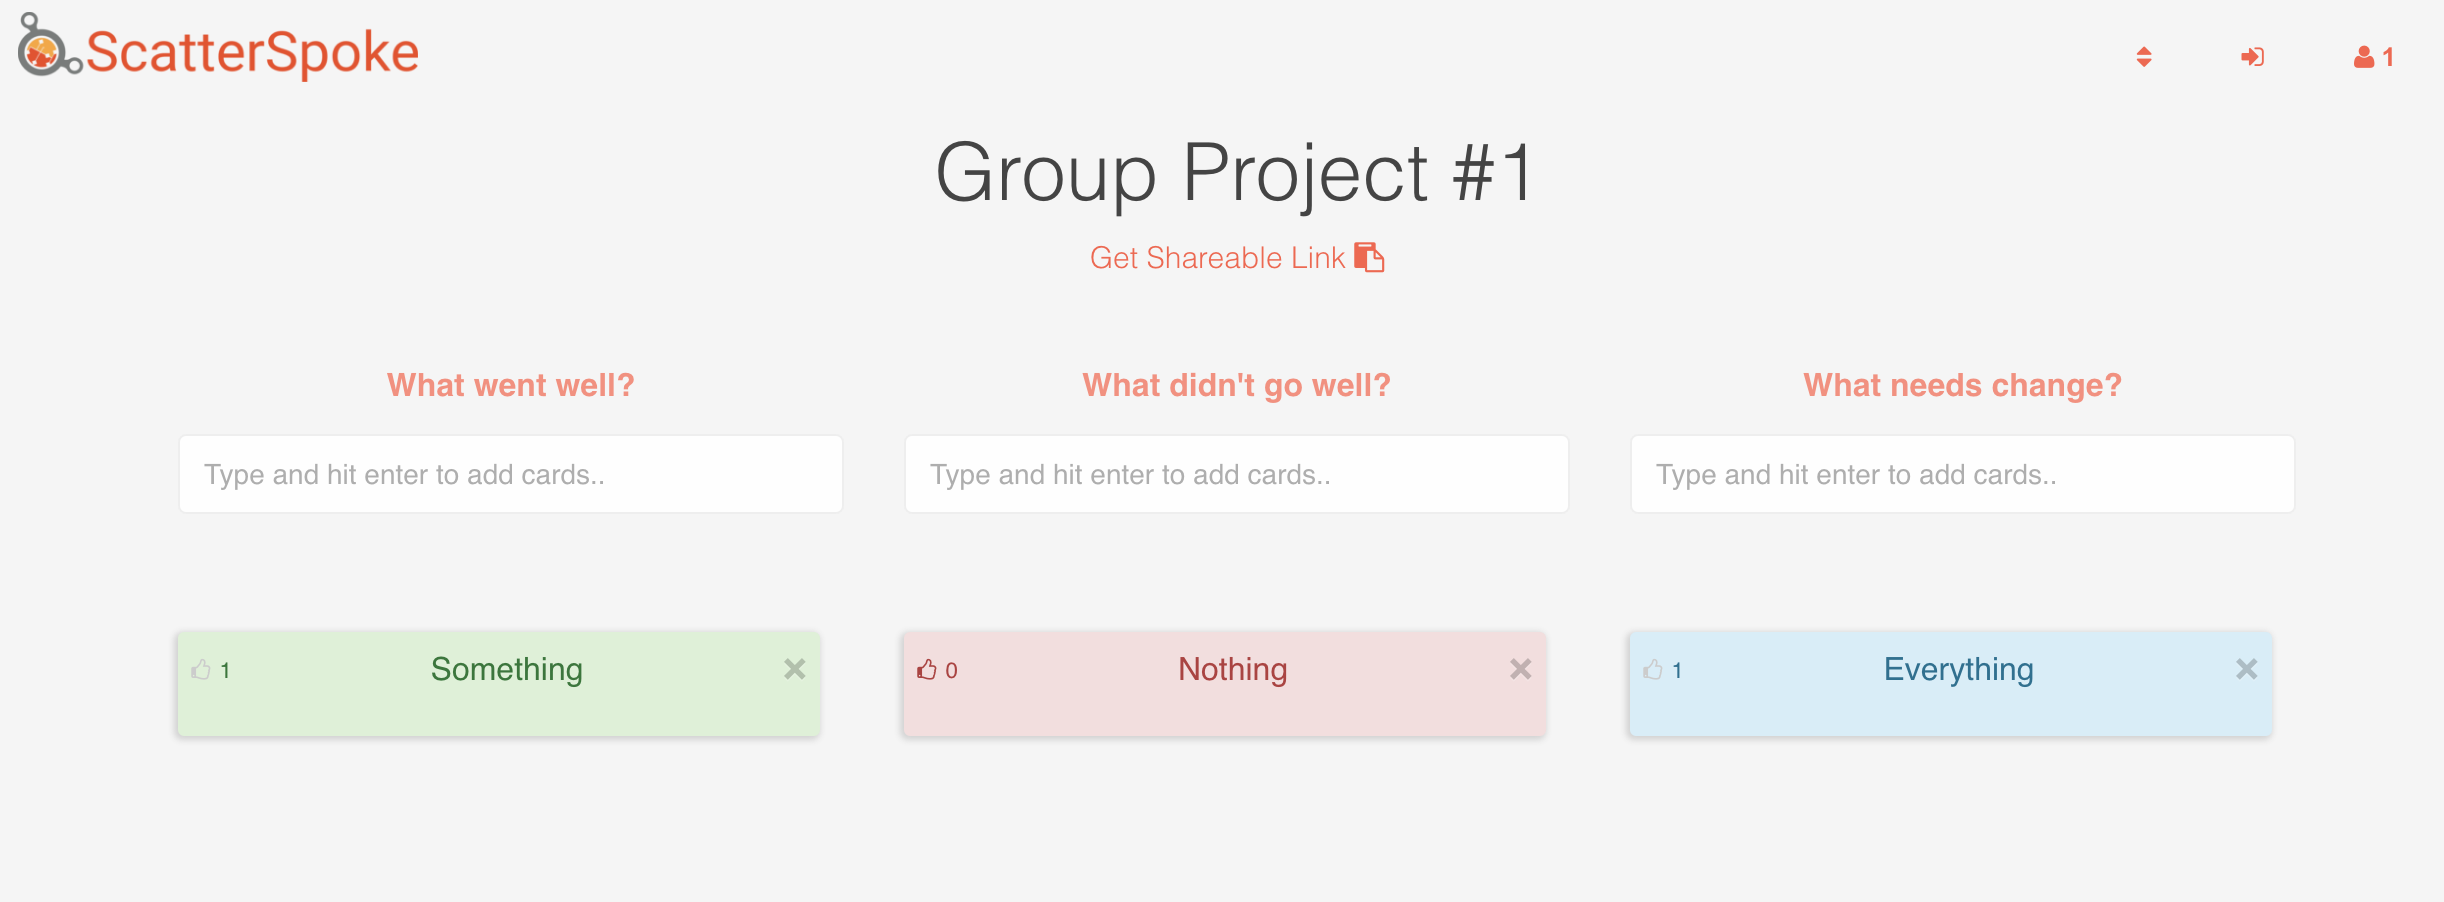 ScatterSpoke
1
Group Project #1
Get Shareable Link
What went well?
What didn't go well?
What needs change?
Type and hit enter to add cards..
Type and hit enter to add cards..
Type and hit enter to add cards..
1 Something
0 Nothing
1 Everything